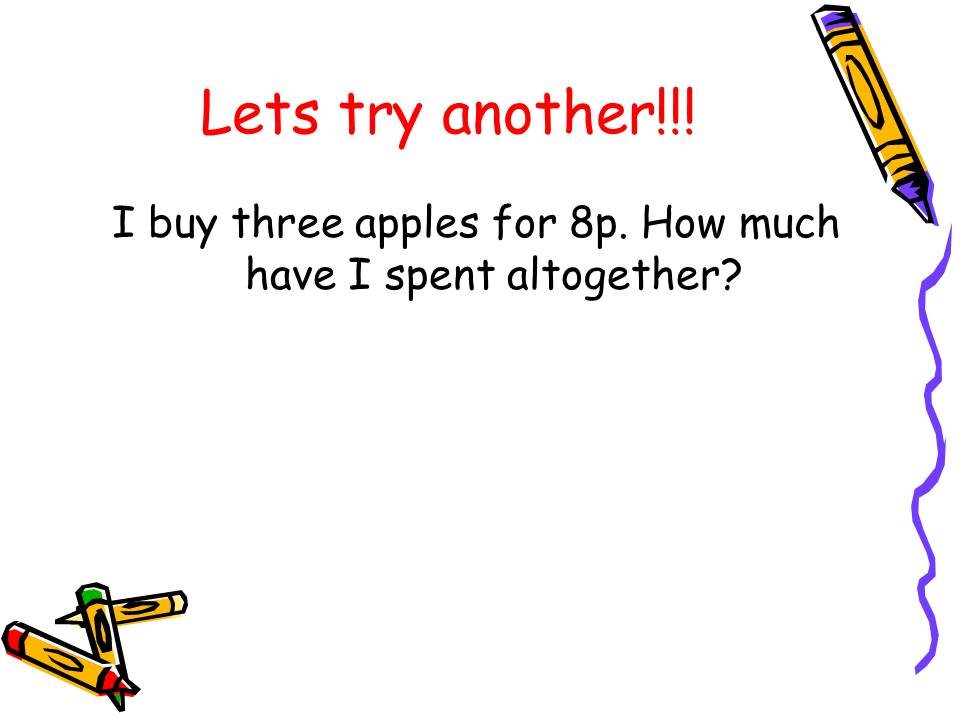 Lets try another!!!
I buy three apples for 8p. How much
have I spent altogether?